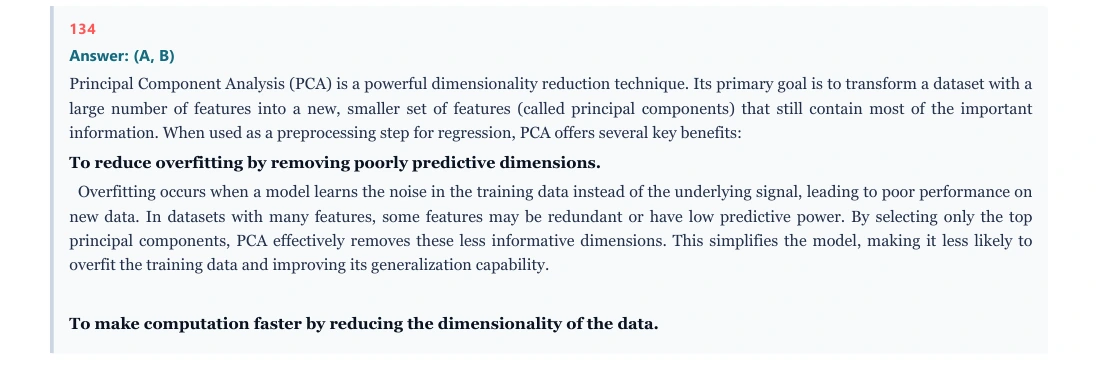 134
Answer: (A, B)
Principal Component Analysis (PCA) is a powerful dimensionality reduction technique. Its primary goal is to transform a dataset with a
large number of features into a new, smaller set of features (called principal components) that still contain most of the important
information. When used as a preprocessing step for regression, PCA offers several key benefits:
To reduce overfitting by removing poorly predictive dimensions.
Overfitting occurs when a model learns the noise in the training data instead of the underlying signal, leading to poor performance on
new data. In datasets with many features, some features may be redundant or have low predictive power. By selecting only the top
principal components, PCA effectively removes these less informative dimensions. This simplifies the model, making it less likely to
overfit the training data and improving its generalization capability.
To make computation faster by reducing the dimensionality of the data.